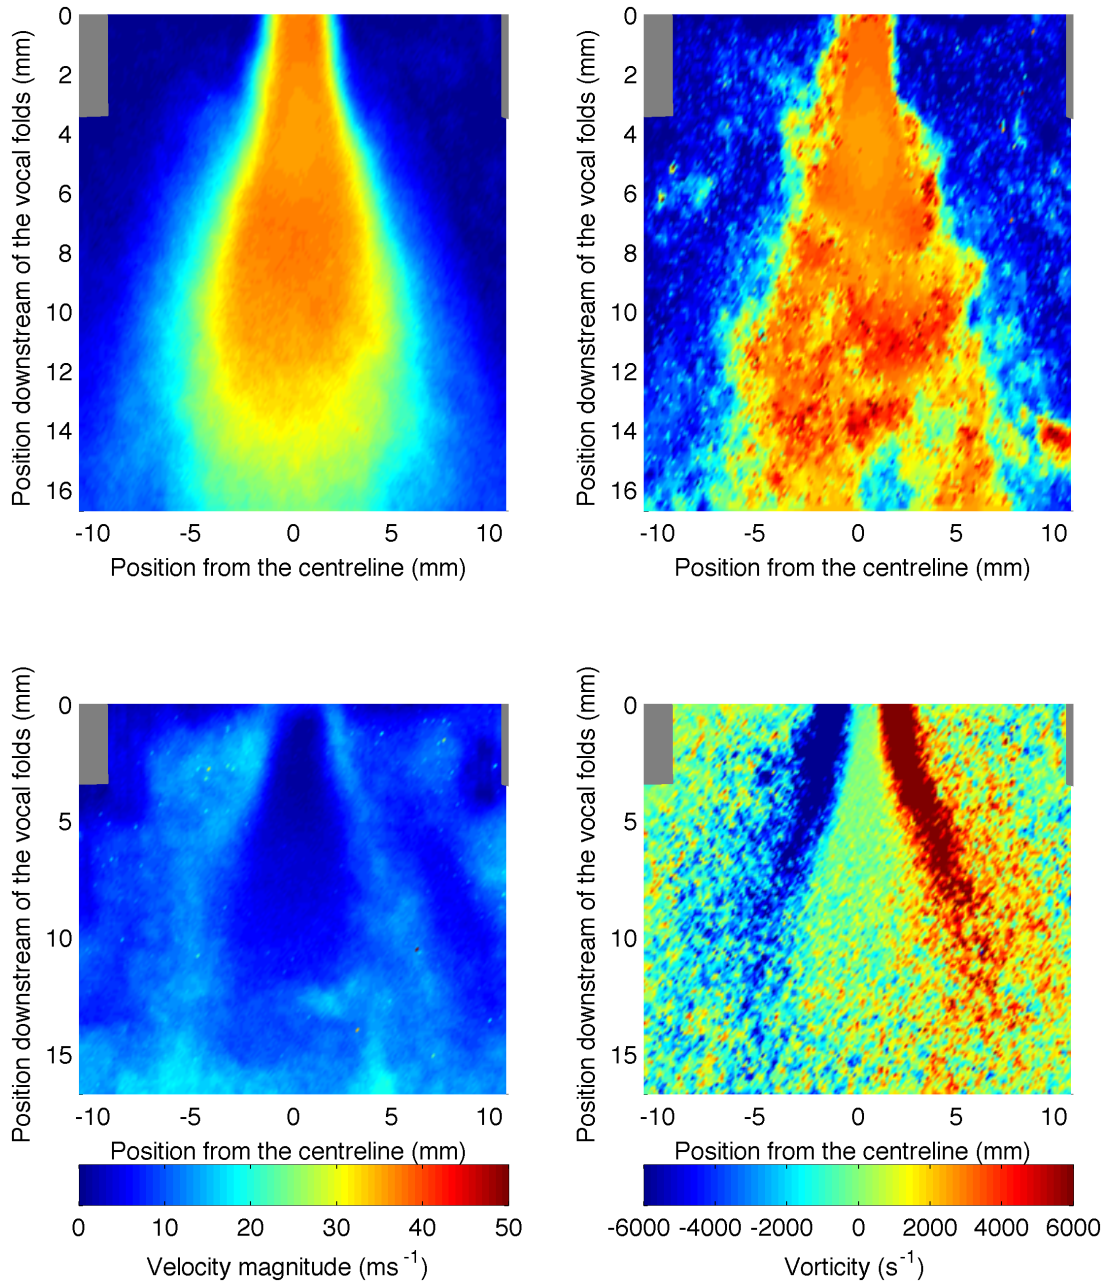 Position downstream of the vocal folds (mm)
0
2
4
6
8
10
12
14
16
-10 -5 0 5 10
Position from the centreline (mm)
Position downstream of the vocal folds (mm)
0
2
4
6
8
10
12
14
16
-10 -5 0 5 10
Position from the centreline (mm)
Position downstream of the vocal folds (mm)
0
5
10
15
-10 -5 0 5 10
Position from the centreline (mm)
0 10 20 30 40 50
Velocity magnitude (ms⁻¹)
Position downstream of the vocal folds (mm)
0
5
10
15
-10 -5 0 5 10
Position from the centreline (mm)
-6000 -4000 -2000 0 2000 4000 6000
Vorticity (s⁻¹)